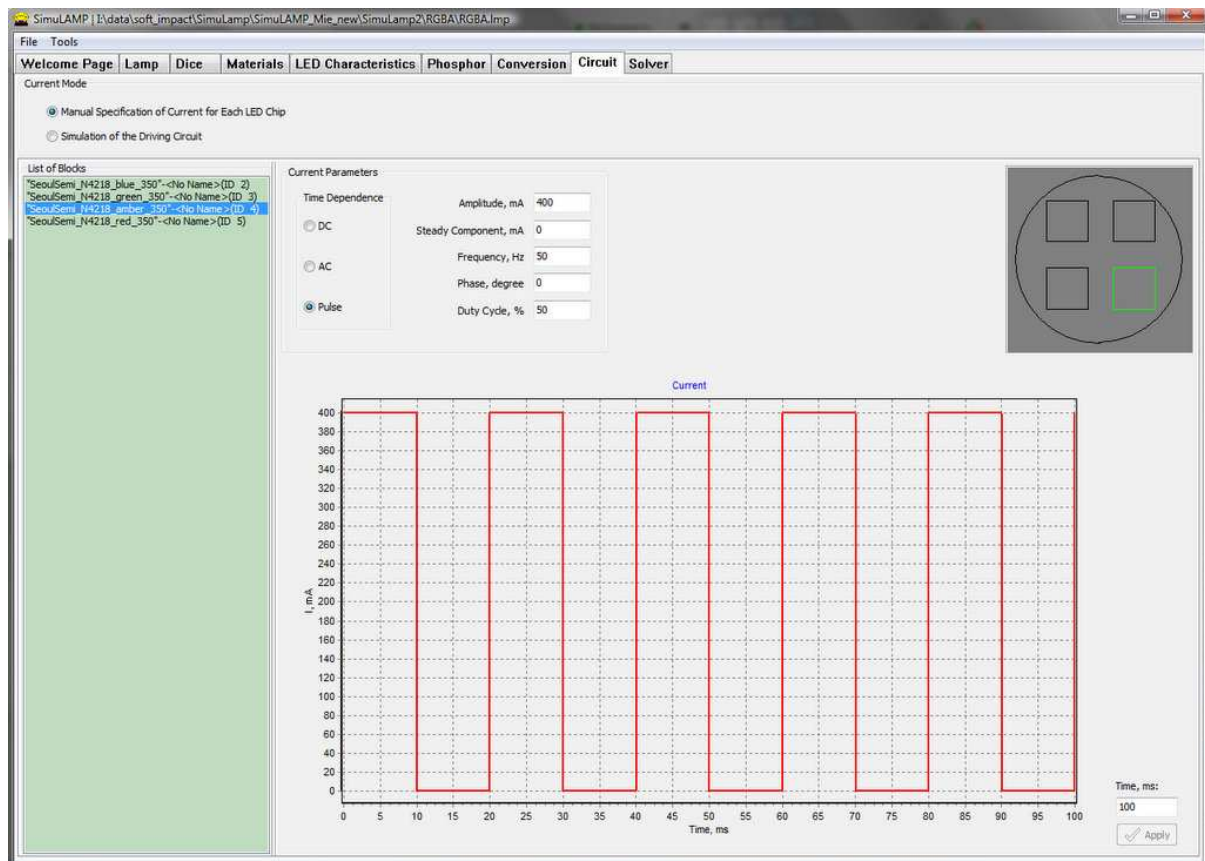 SimuLAMP | I:\data\soft_impact\SimuLamp\SimuLAMP_Mie_new\SimuLamp2\RGBA\RGBA.lmp
File Tools
Welcome Page Lamp Dice Materials LED Characteristics Phosphor Conversion Circuit Solver
Current Mode
Manual Specification of Current for Each LED Chip
Simulation of the Driving Circuit
List of Blocks
"SeoulSemi_N4218_blue_350"-<No Name>(ID 2)
"SeoulSemi_N4218_green_350"-<No Name>(ID 3)
"SeoulSemi_N4218_amber_350"-<No Name>(ID 4)
"SeoulSemi_N4218_red_350"-<No Name>(ID 5)
Current Parameters
Time Dependence
DC
AC
Pulse
Amplitude, mA 400
Steady Component, mA 0
Frequency, Hz 50
Phase, degree 0
Duty Cycle, % 50
Current
400
380
360
340
320
300
280
260
240
220
200
180
160
140
120
100
80
60
40
20
0
I, mA
0 5 10 15 20 25 30 35 40 45 50 55 60 65 70 75 80 85 90 95 100
Time, ms
Time, ms:
100
Apply